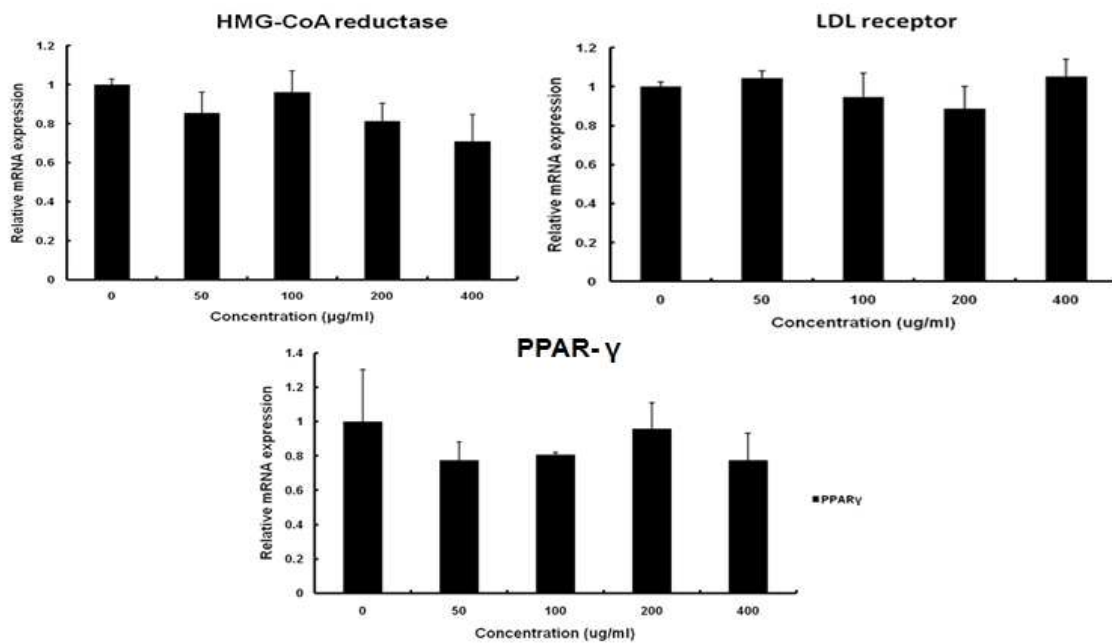 HMG-CoA reductase
Relative mRNA expression
1.2
1
0.8
0.6
0.4
0.2
0
0 50 100 200 400
Concentration (µg/ml)
LDL receptor
Relative mRNA expression
1.2
1
0.8
0.6
0.4
0.2
0
0 50 100 200 400
Concentration (ug/ml)
PPAR- γ
Relative mRNA expression
1.4
1.2
1
0.8
0.6
0.4
0.2
0
0 50 100 200 400
Concentration (ug/ml)
PPARγ